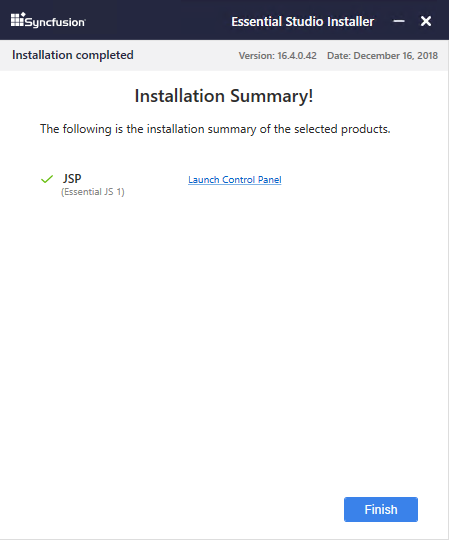 Syncfusion
Essential Studio Installer
Installation completed
Version: 16.4.0.42 Date: December 16, 2018
Installation Summary!
The following is the installation summary of the selected products.
JSP
Launch Control Panel
(Essential JS 1)
Finish